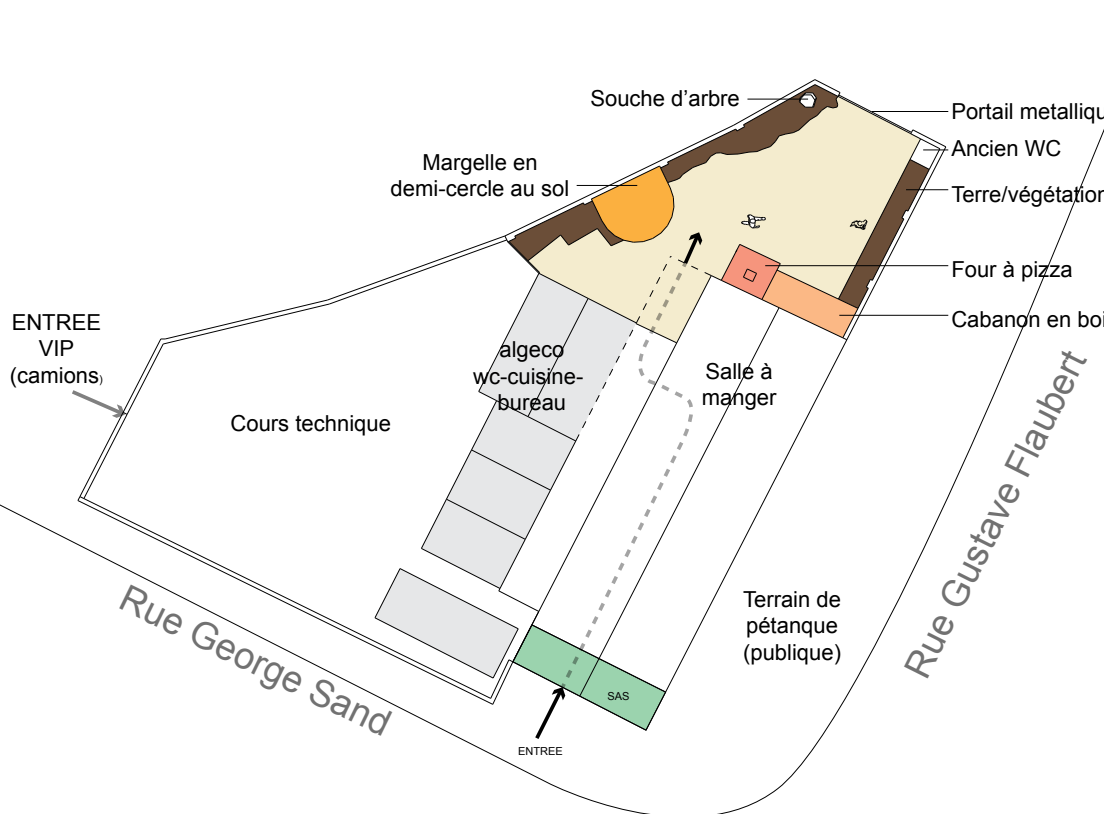 Souche d'arbre
Portail metalliqu
Ancien WC
Margelle en
demi-cercle au sol
Terre/végétation
Four à pizza
Cabanon en boi
ENTREE
VIP
(camions)
algeco
wc-cuisine-
bureau
Salle à
manger
Cours technique
Rue Gustave Flaubert
Terrain de
pétanque
(publique)
Rue George Sand
SAS
ENTREE